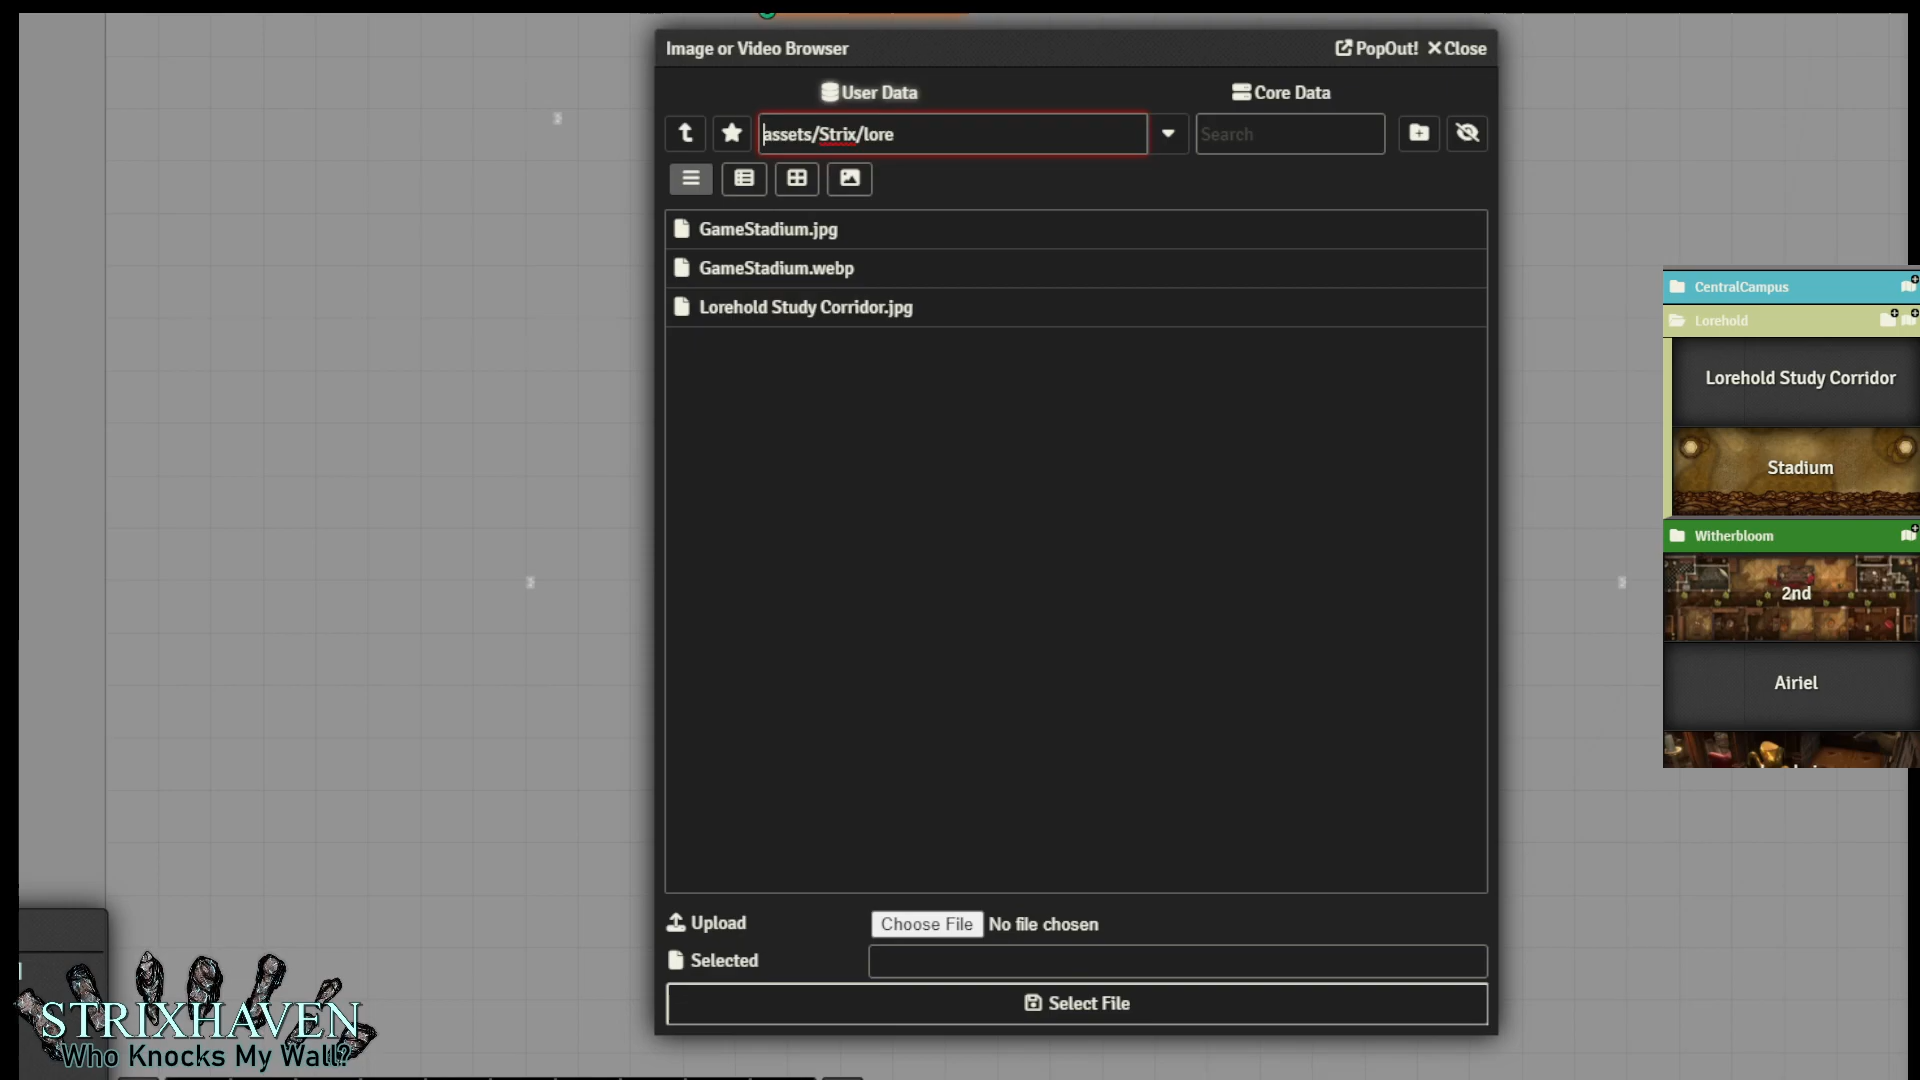 Image or Video Browser
PopOut! Close
User Data
Core Data
assets/Strix/lore
Search
GameStadium.jpg
GameStadium.webp
Lorehold Study Corridor.jpg
Upload
Choose File No file chosen
Selected
Select File
CentralCampus
Lorehold
Lorehold Study Corridor
Stadium
Witherbloom
2nd
Airiel
STRIXHAVEN
Who Knocks My Wall?